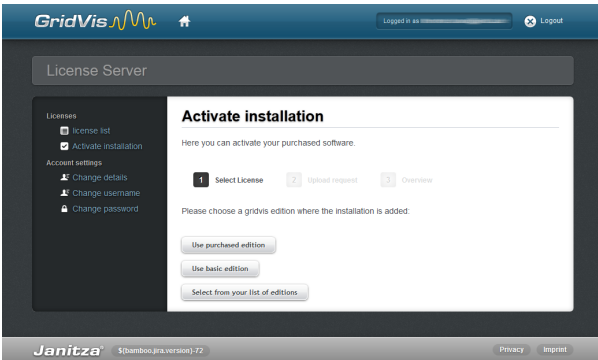 GridVis
Logged in as
Logout
License Server
Licenses
license list
Activate installation
Account settings
Change details
Change username
Change password
Activate installation
Here you can activate your purchased software.
1 Select License 2 Upload request 3 Overview
Please choose a gridvis edition where the installation is added:
Use purchased edition
Use basic edition
Select from your list of editions
Janitza® ${bamboo.jira.version}-72
Privacy Imprint